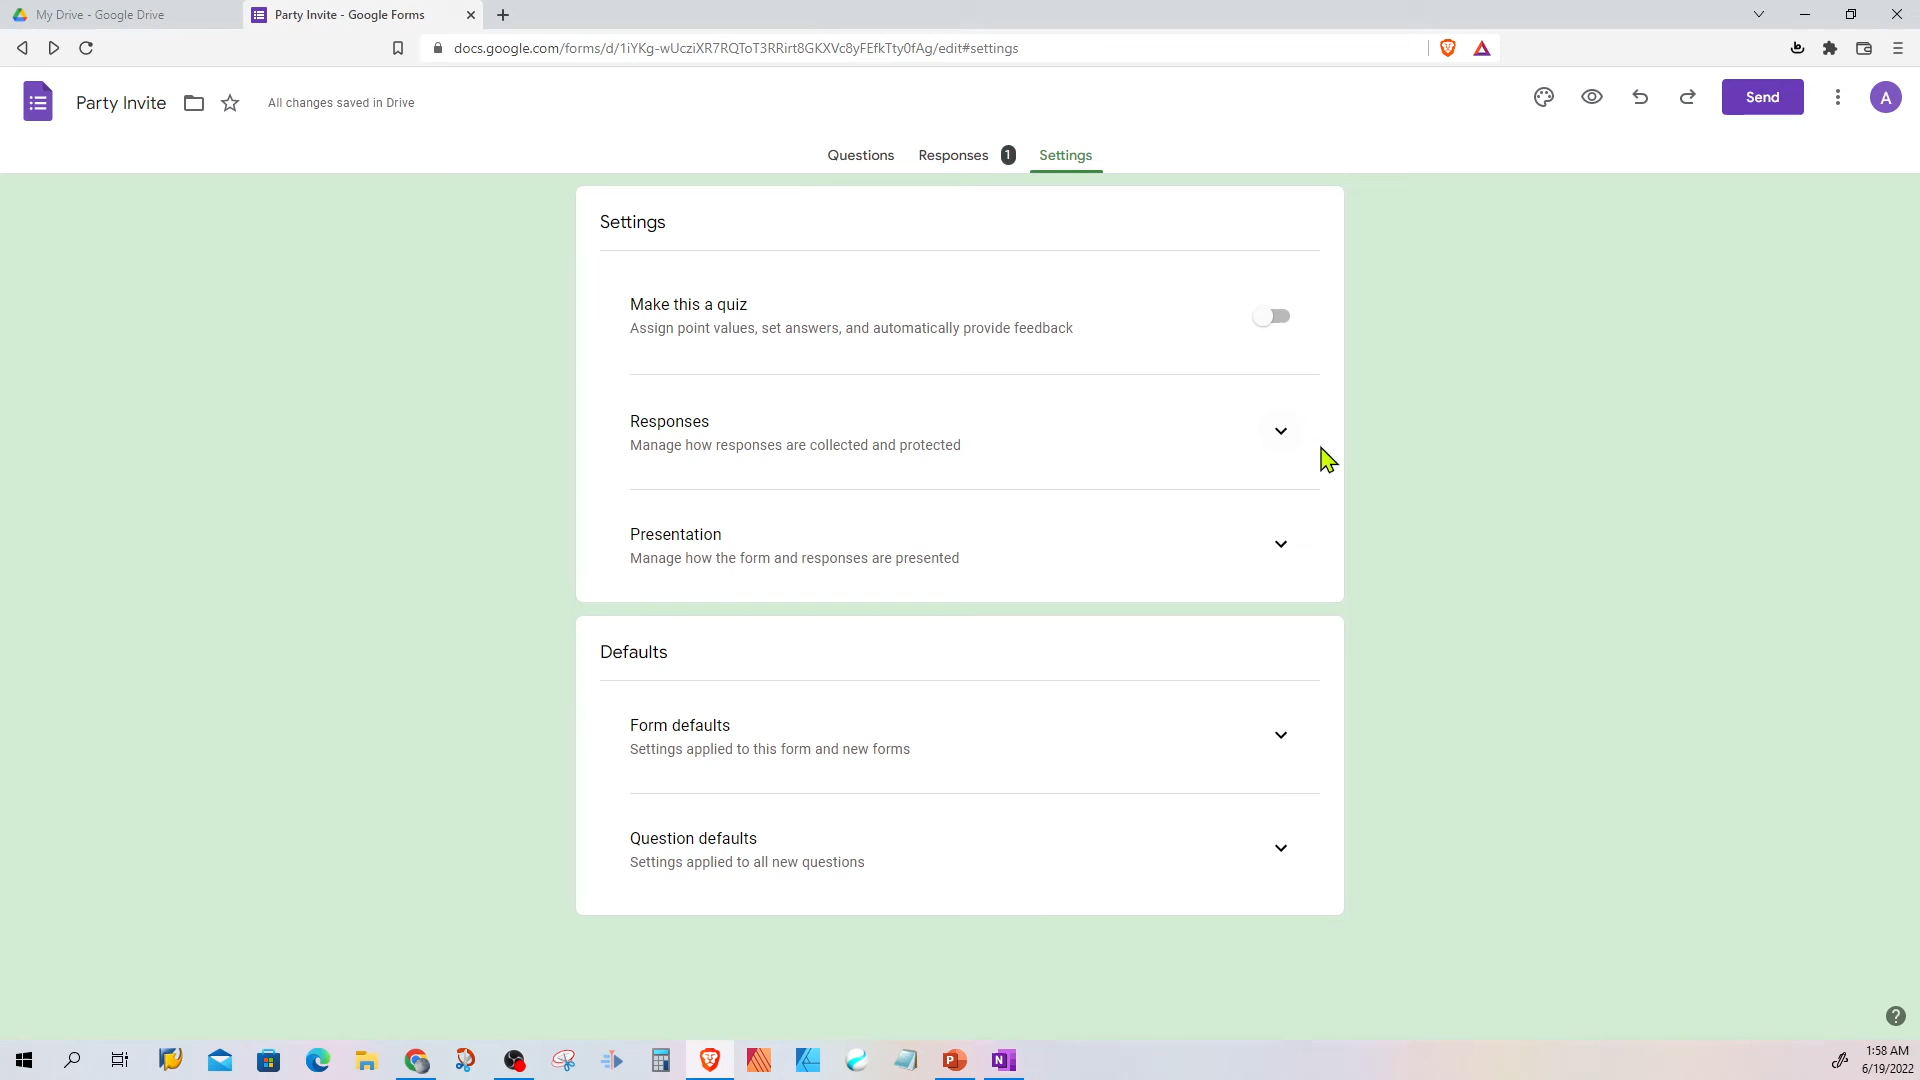 My Drive - Google Drive
Party Invite - Google Forms
docs.google.com/forms/d/1iYKg-wUcziXR7RQToT3RRirt8GKXVc8yFEfkTty0fAg/edit#settings
Party Invite
All changes saved in Drive
Send
A
Questions
Responses 1
Settings
Settings
Make this a quiz
Assign point values, set answers, and automatically provide feedback
Responses
Manage how responses are collected and protected
Presentation
Manage how the form and responses are presented
Defaults
Form defaults
Settings applied to this form and new forms
Question defaults
Settings applied to all new questions
1:58 AM
6/19/2022